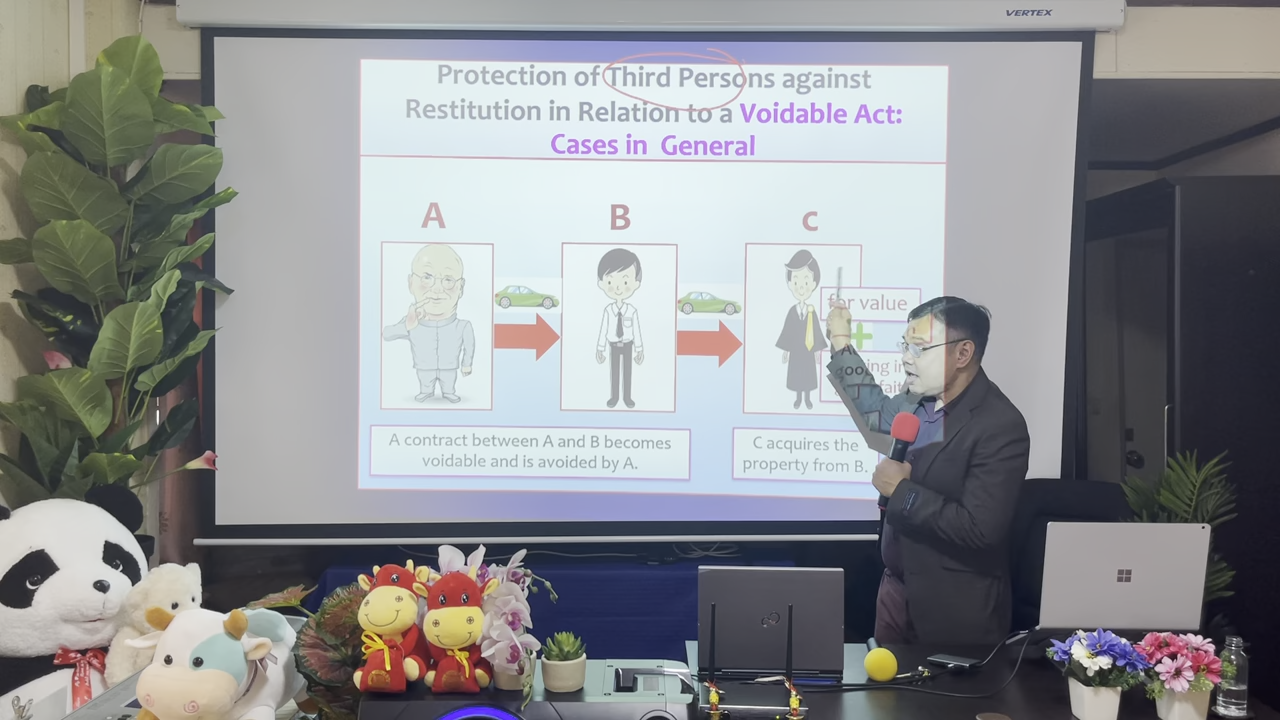 VERTEX
Protection of Third Persons against
Restitution in Relation to a Voidable Act:
Cases in General
A
B
c
for value
A contract between A and B becomes
voidable and is avoided by A.
C acquires the
property from B.